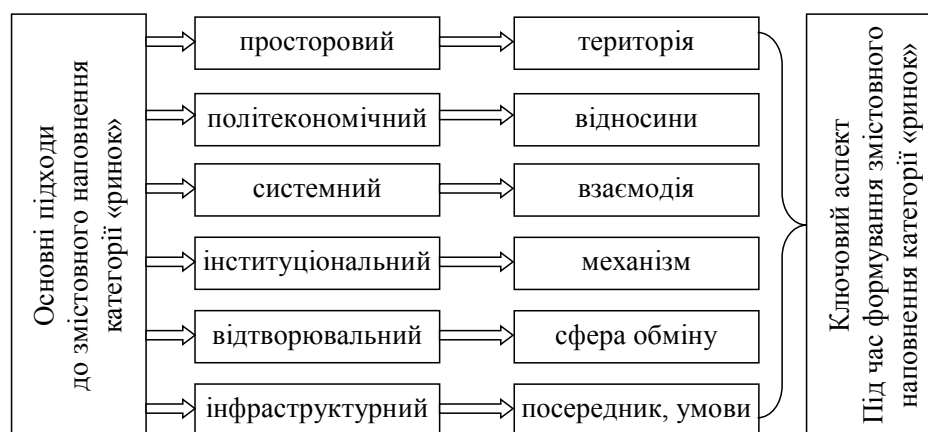 Основні підходи
до змістовного наповнення
категорії «ринок»
просторовий
територія
політекономічний
відносини
системний
взаємодія
інституціональний
механізм
відтворювальний
сфера обміну
інфраструктурний
посередник, умови
Ключовий аспект
Під час формування змістовного
наповнення категорії «ринок»